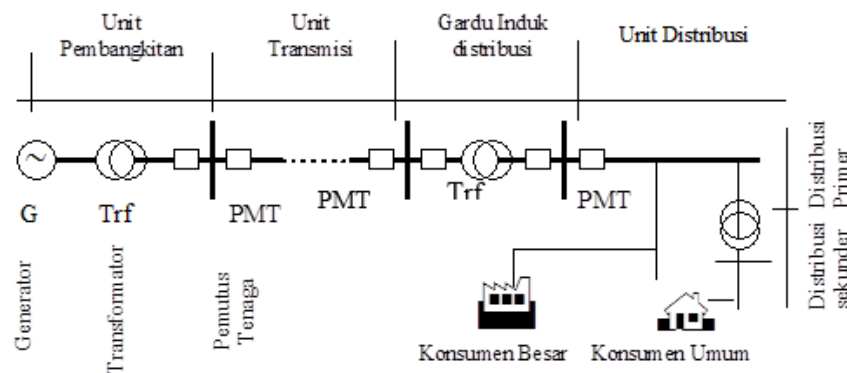 Unit
Pembangkitan
Unit
Transmisi
Gardu Induk
distribusi
Unit Distribusi
~
G
Trf
PMT
PMT
Trf
PMT
Generator
Transformator
Pemutus
Tenaga
Distribusi
Primer
Distribusi
sekunder
Konsumen Besar
Konsumen Umum